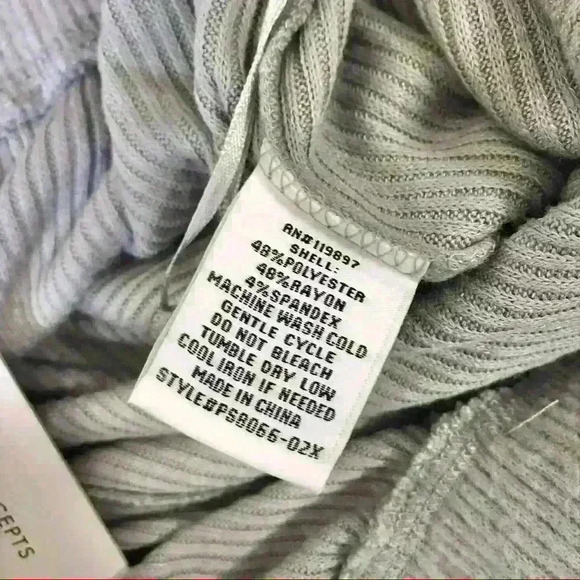 RN#119897
SHELL:
48%POLYESTER
48%RAYON
4%SPANDEX
MACHINE WASH COLD
GENTLE CYCLE
DO NOT BLEACH
TUMBLE DRY LOW
COOL IRON IF NEEDED
MADE IN CHINA
STYLE#PS8066-02X
CEPTS